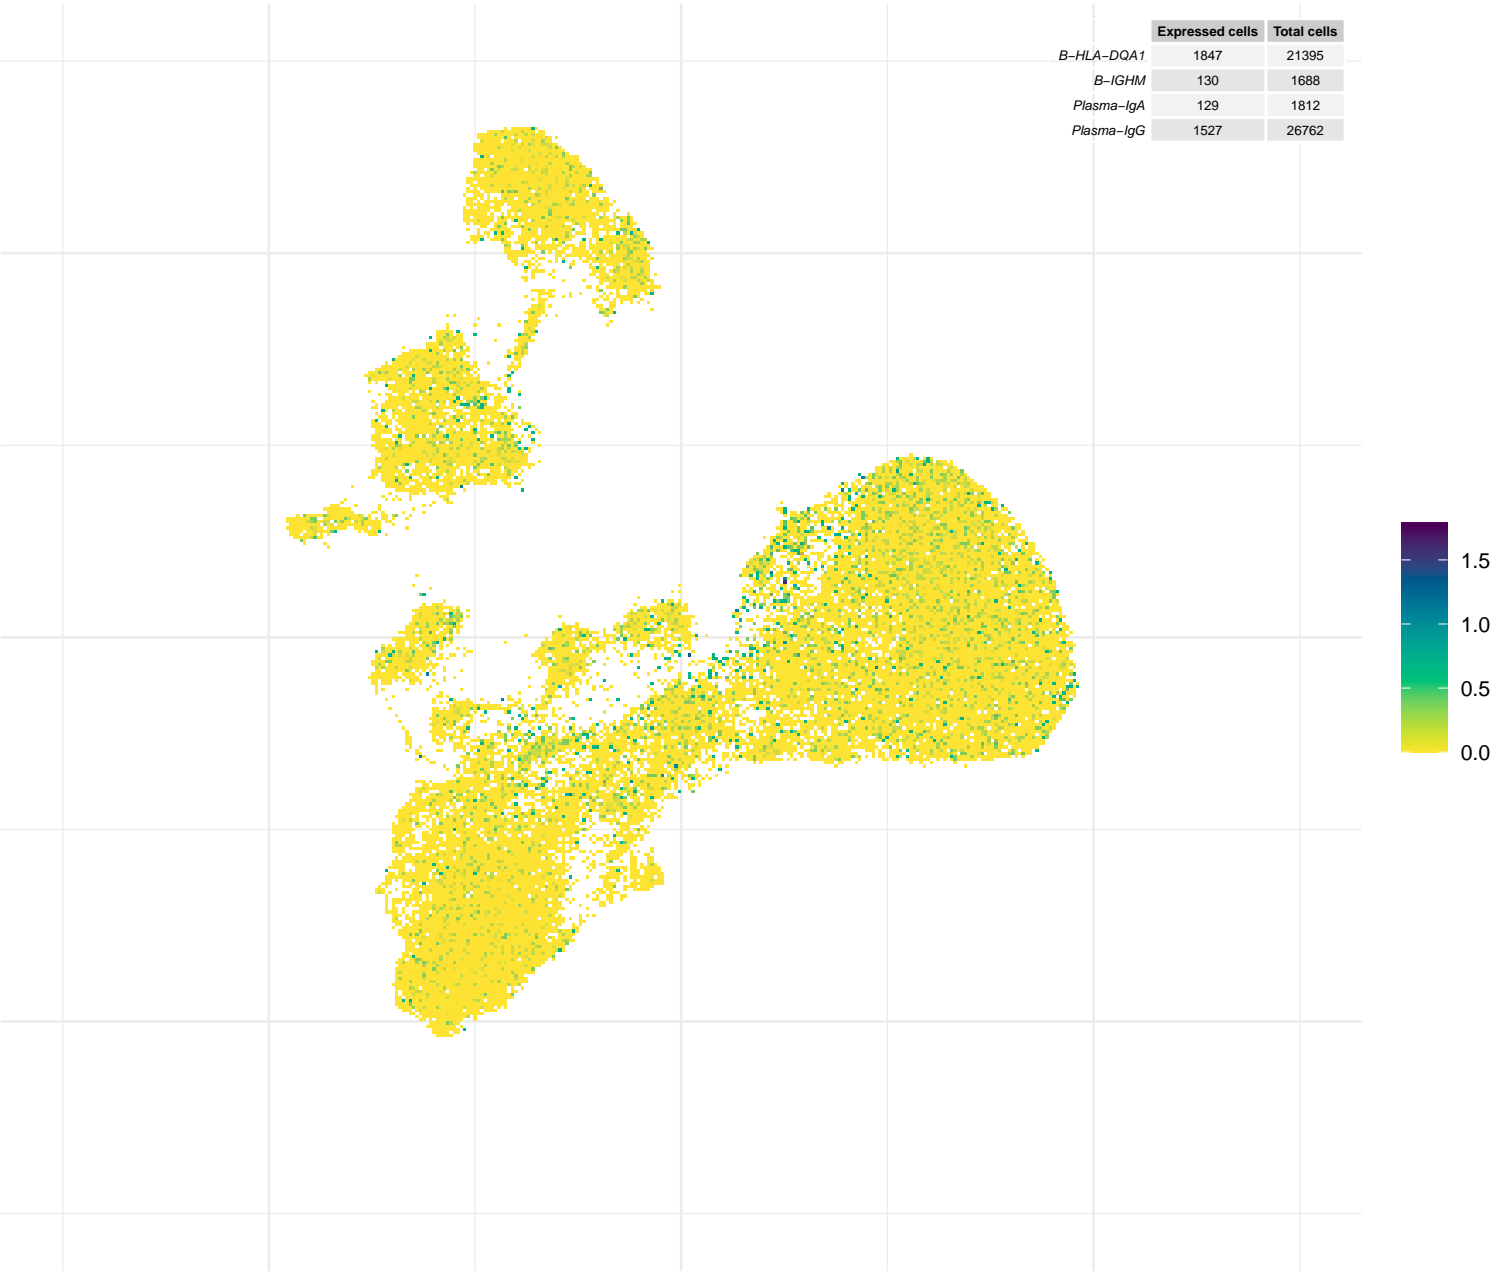 Expressed cells Total cells
B−HLA−DQA1 1847 21395
B−IGHM 130 1688
Plasma−IgA 129 1812
Plasma−IgG 1527 26762
1.5
1.0
0.5
0.0